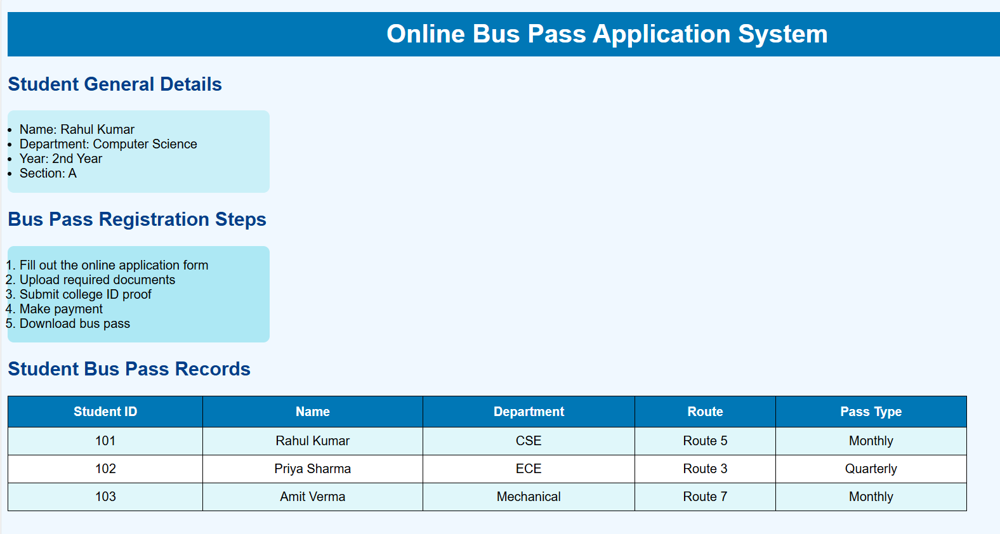 Online Bus Pass Application System
Student General Details
• Name: Rahul Kumar
• Department: Computer Science
• Year: 2nd Year
• Section: A
Bus Pass Registration Steps
1. Fill out the online application form
2. Upload required documents
3. Submit college ID proof
4. Make payment
5. Download bus pass
Student Bus Pass Records
Student ID Name Department Route Pass Type
101 Rahul Kumar CSE Route 5 Monthly
102 Priya Sharma ECE Route 3 Quarterly
103 Amit Verma Mechanical Route 7 Monthly